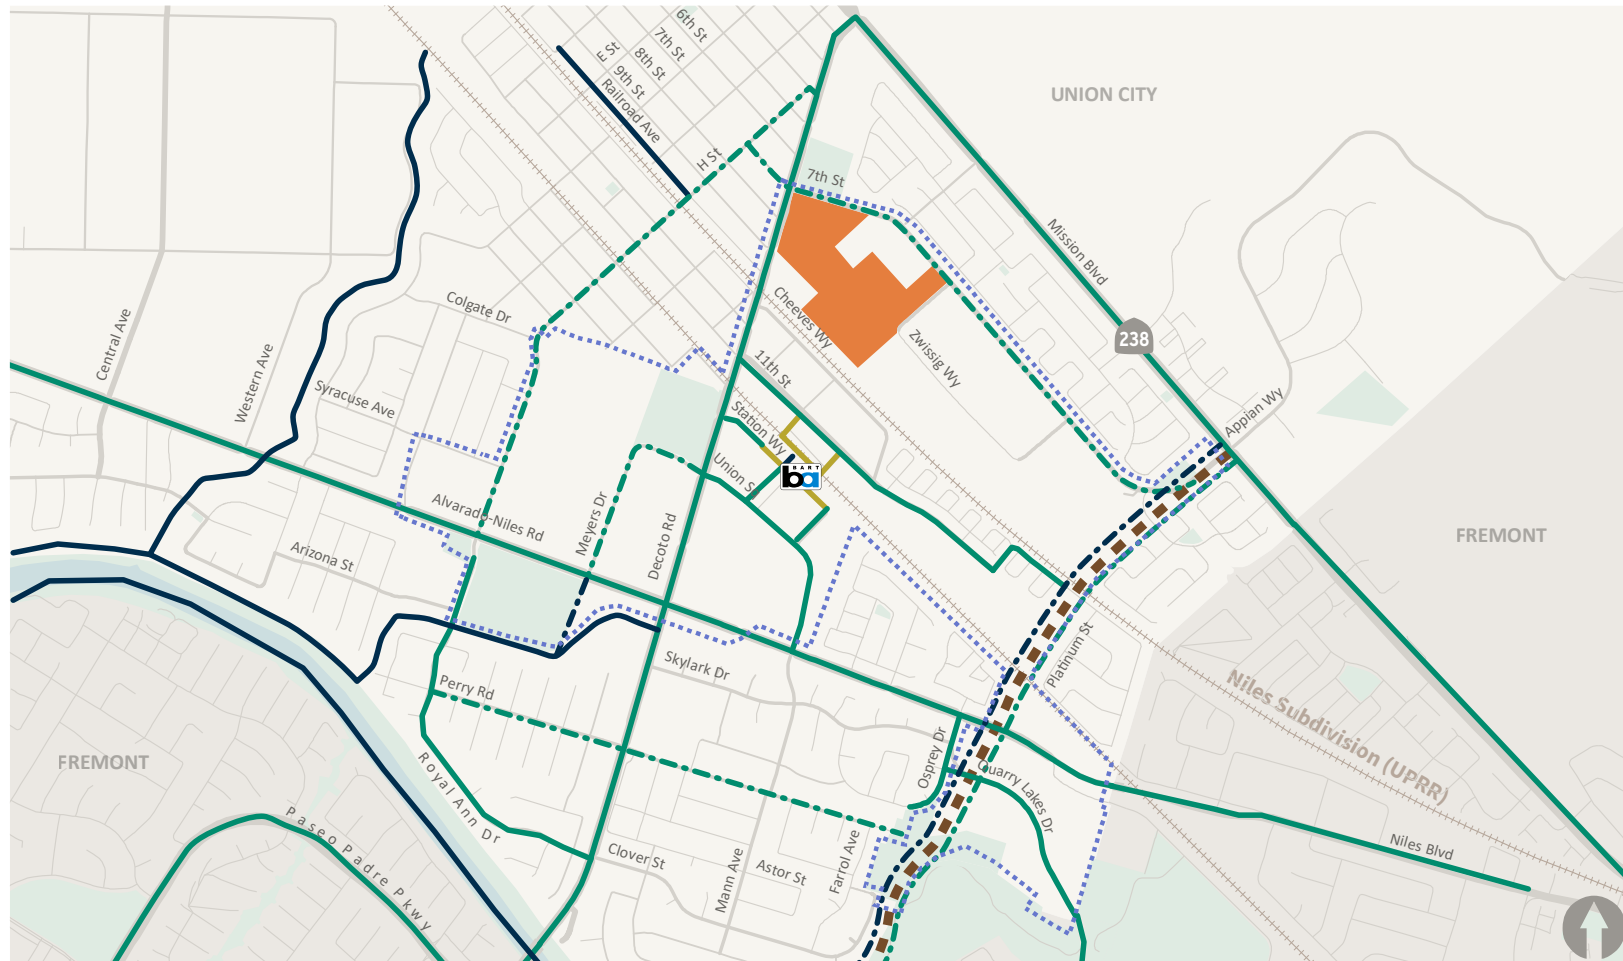 6th St
7th St
E St
8th St
9th St
Railroad Ave
UNION CITY
H St
7th St
Mission Blvd
Colgate Dr
Cheeves Wy
Central Ave
238
Zwissig Wy
11th St
Western Ave
Syracuse Ave
Appian Wy
Station Wy
Union St
BART
ba
Alvarado-Niles Rd
Meyers Dr
Decoto Rd
FREMONT
Arizona St
Platinum St
Skylark Dr
Perry Rd
Niles Subdivision (UPRR)
Osprey Dr
FREMONT
Quarry Lakes Dr
Royal Ann Dr
Paseo Padre Pkwy
Niles Blvd
Clover St
Mann Ave
Astor St
Farrol Ave